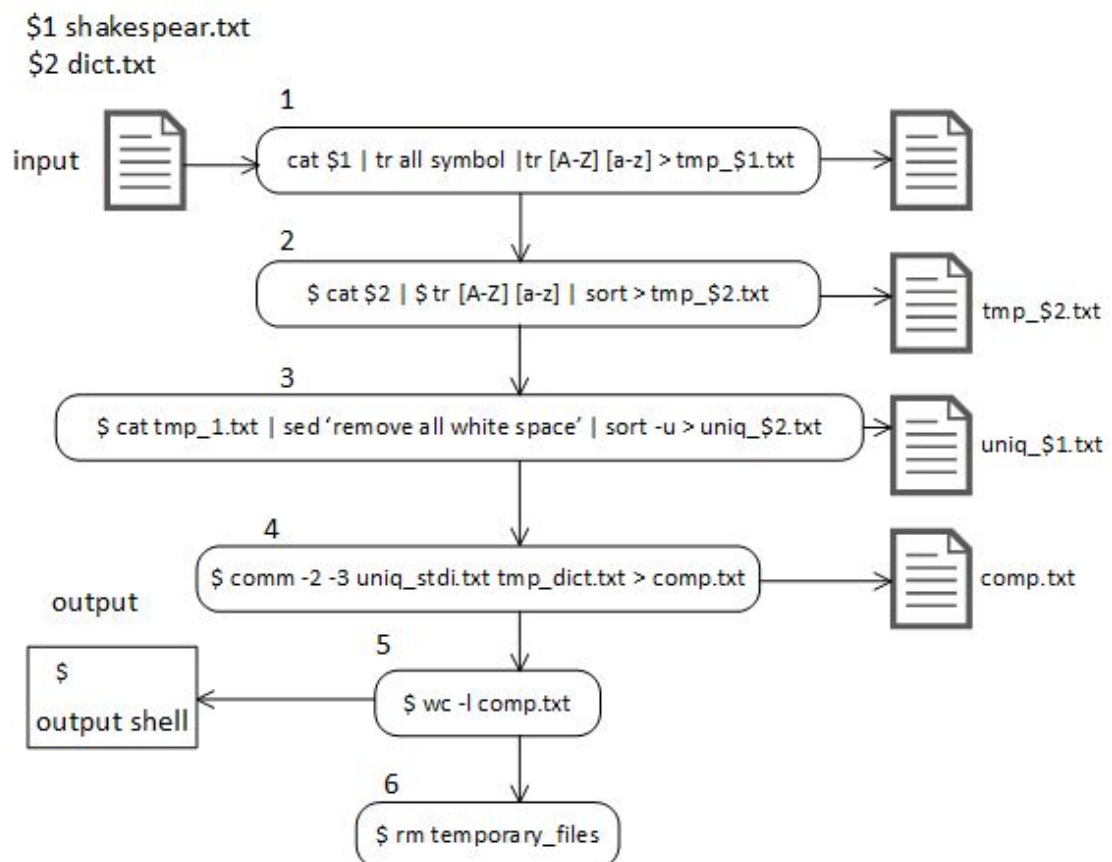 $1 shakespear.txt
$2 dict.txt
input
1
cat $1 | tr all symbol |tr [A-Z] [a-z] > tmp_$1.txt
2
$ cat $2 | $ tr [A-Z] [a-z] | sort > tmp_$2.txt
tmp_$2.txt
3
$ cat tmp_1.txt | sed ‘remove all white space’ | sort -u > uniq_$2.txt
uniq_$1.txt
4
$ comm -2 -3 uniq_stdi.txt tmp_dict.txt > comp.txt
comp.txt
output
$
output shell
5
$ wc -l comp.txt
6
$ rm temporary_files